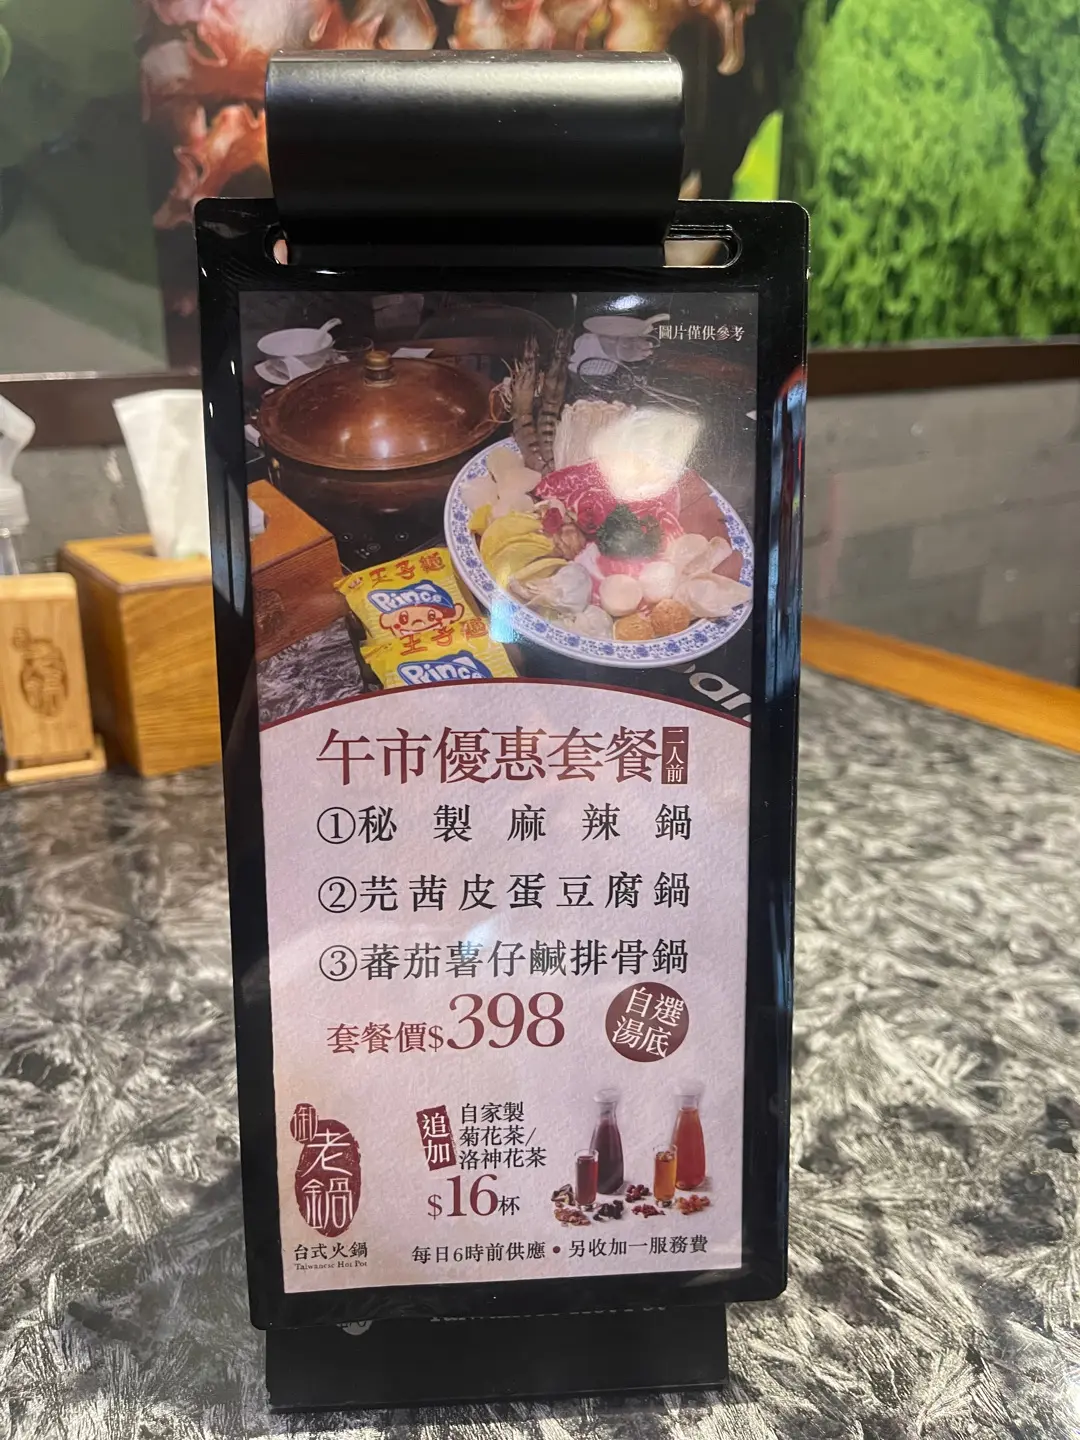 圖片僅供參考
王子麵
Prince
王子麵
Prince
午市優惠套餐 二人前
①秘製麻辣鍋
②芫茜皮蛋豆腐鍋
③蕃茄薯仔鹹排骨鍋
套餐價$398
自選
湯底
追加
自家製
菊花茶/
洛神花茶
$16杯
御
老
鍋
台式火鍋
Taiwanese Hot Pot
每日6時前供應•另收加一服務費